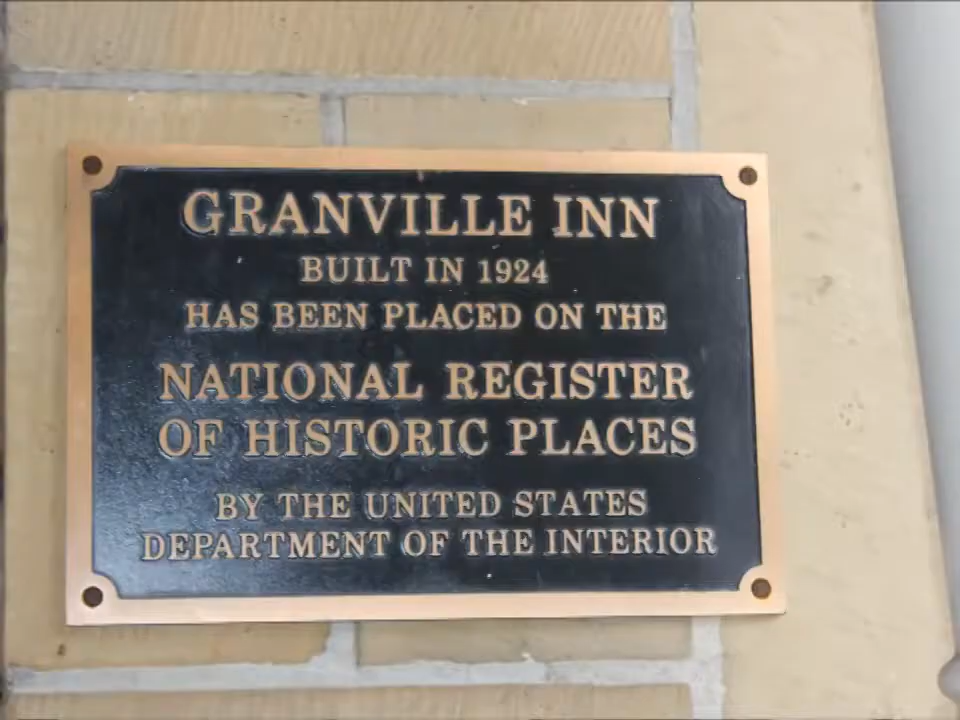 GRANVILLE INN
BUILT IN 1924
HAS BEEN PLACED ON THE
NATIONAL REGISTER
OF HISTORIC PLACES
BY THE UNITED STATES
DEPARTMENT OF THE INTERIOR